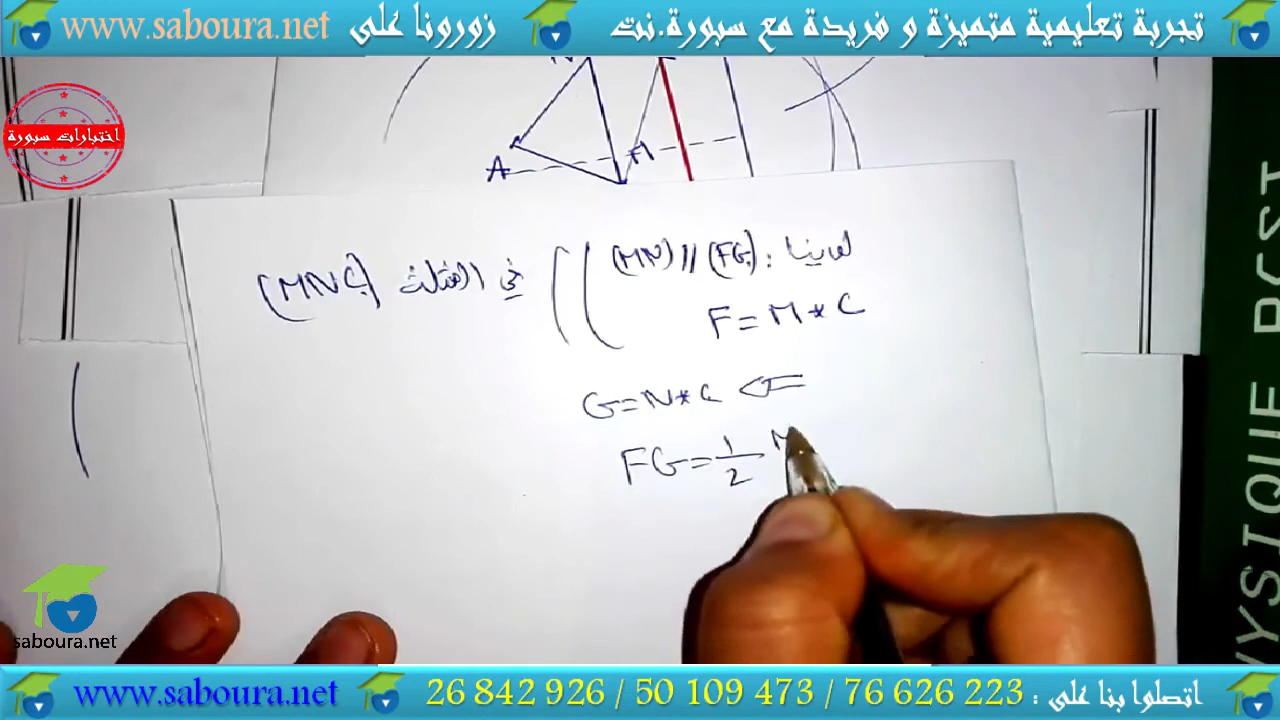 تجربة تعليمية متميزة و فريدة مع سبورة.نت زورونا على www.saboura.net
اختبارات سبورة
N
A
M
لدينا : (MN) // (FG)
F = M * C
في المثلث (MNC)
G = N * C ⇐
FG = 1/2 M
PHYSIQUE POST
saboura.net
اتصلوا بنا على : 26 842 926 / 50 109 473 / 76 626 223 www.saboura.net